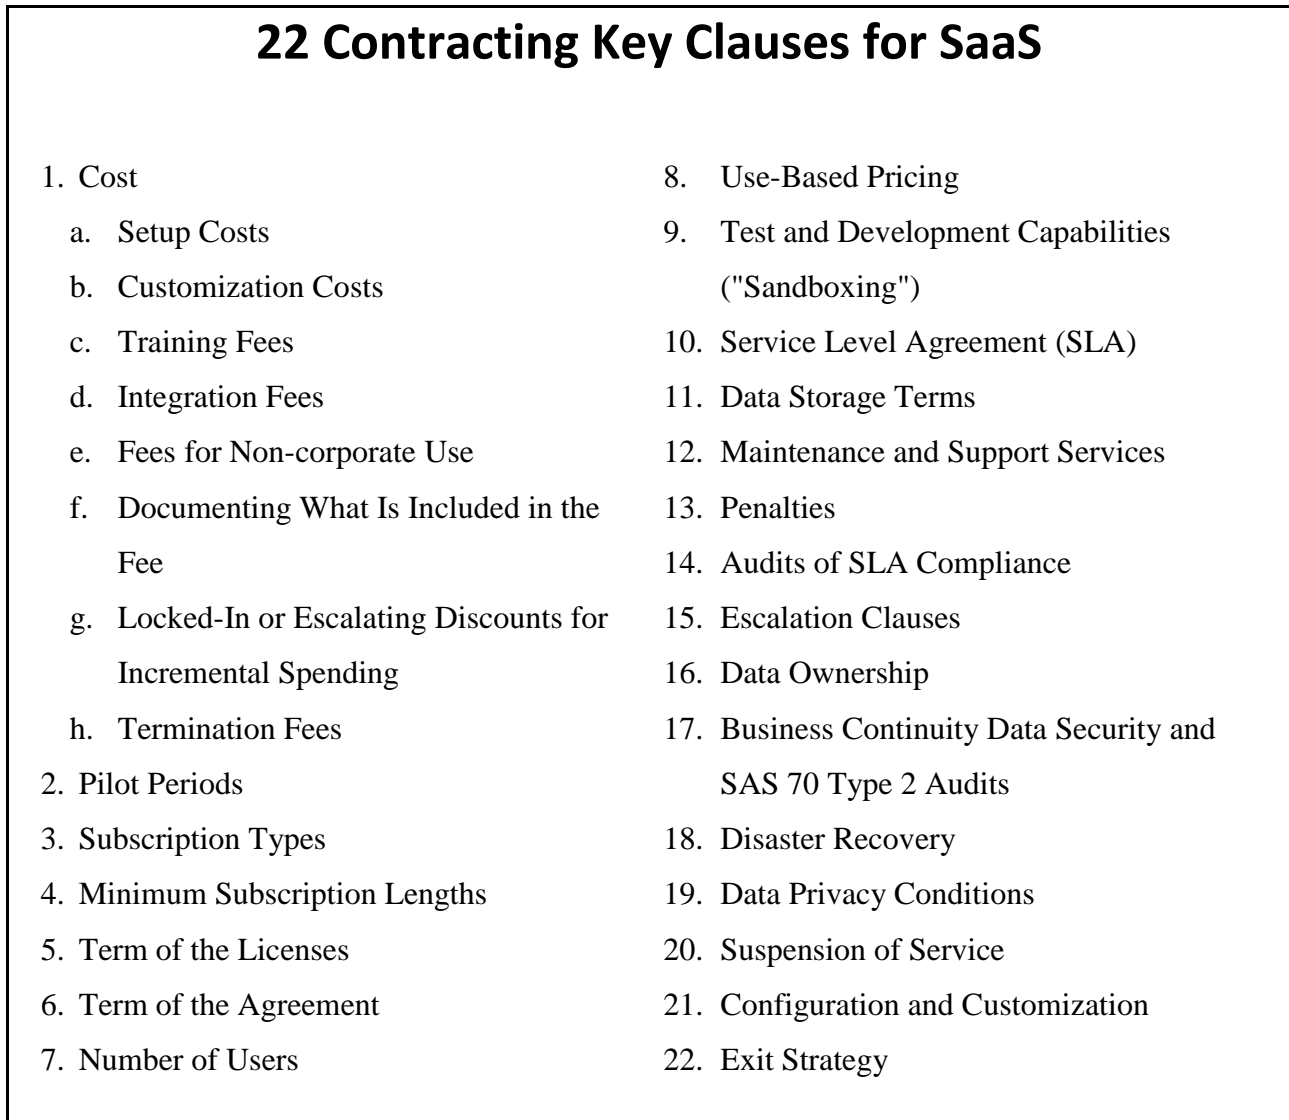 22 Contracting Key Clauses for SaaS
1. Cost
a. Setup Costs
b. Customization Costs
c. Training Fees
d. Integration Fees
e. Fees for Non-corporate Use
f. Documenting What Is Included in the
Fee
g. Locked-In or Escalating Discounts for
Incremental Spending
h. Termination Fees
2. Pilot Periods
3. Subscription Types
4. Minimum Subscription Lengths
5. Term of the Licenses
6. Term of the Agreement
7. Number of Users
8. Use-Based Pricing
9. Test and Development Capabilities
("Sandboxing")
10. Service Level Agreement (SLA)
11. Data Storage Terms
12. Maintenance and Support Services
13. Penalties
14. Audits of SLA Compliance
15. Escalation Clauses
16. Data Ownership
17. Business Continuity Data Security and
SAS 70 Type 2 Audits
18. Disaster Recovery
19. Data Privacy Conditions
20. Suspension of Service
21. Configuration and Customization
22. Exit Strategy